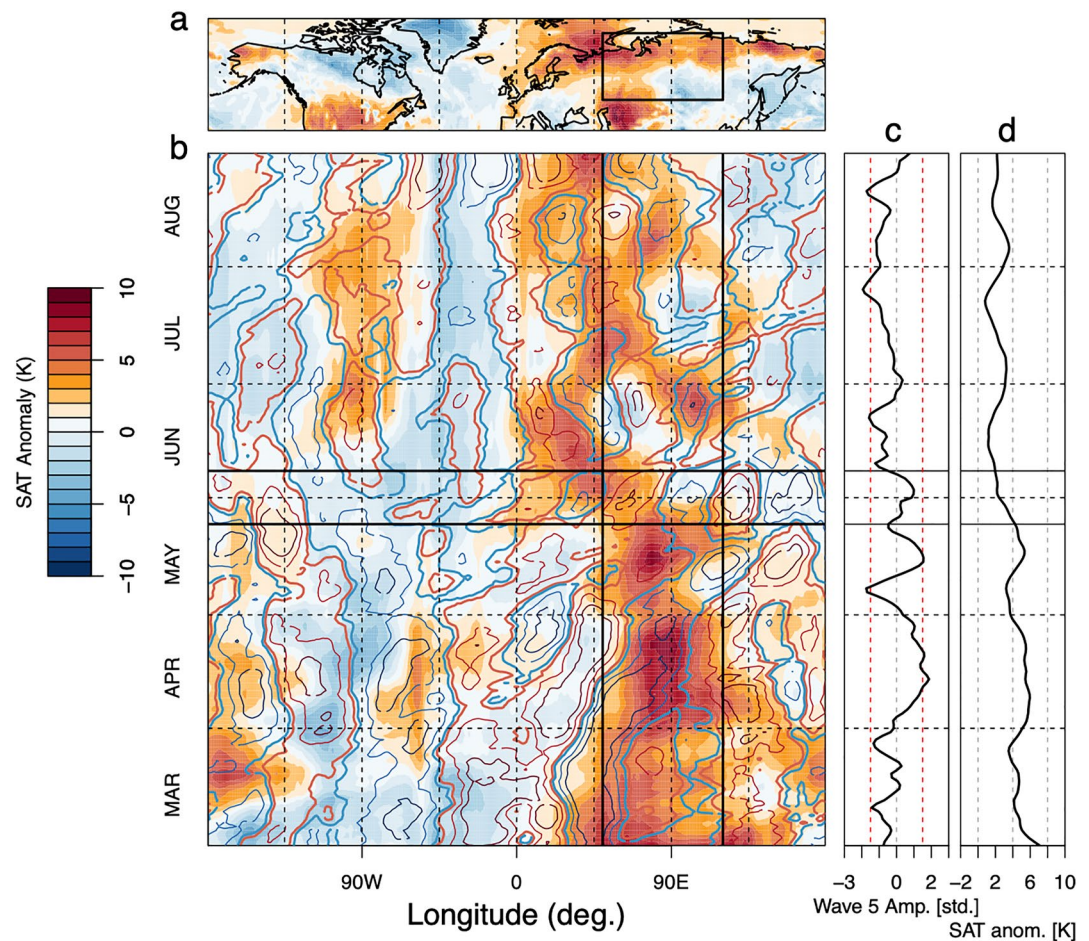 a
b
c
d
SAT Anomaly (K)
10
5
0
−5
−10
AUG
JUL
JUN
MAY
APR
MAR
90W 0 90E
Longitude (deg.)
−3 0 2
Wave 5 Amp. [std.]
−2 2 6 10
SAT anom. [K]